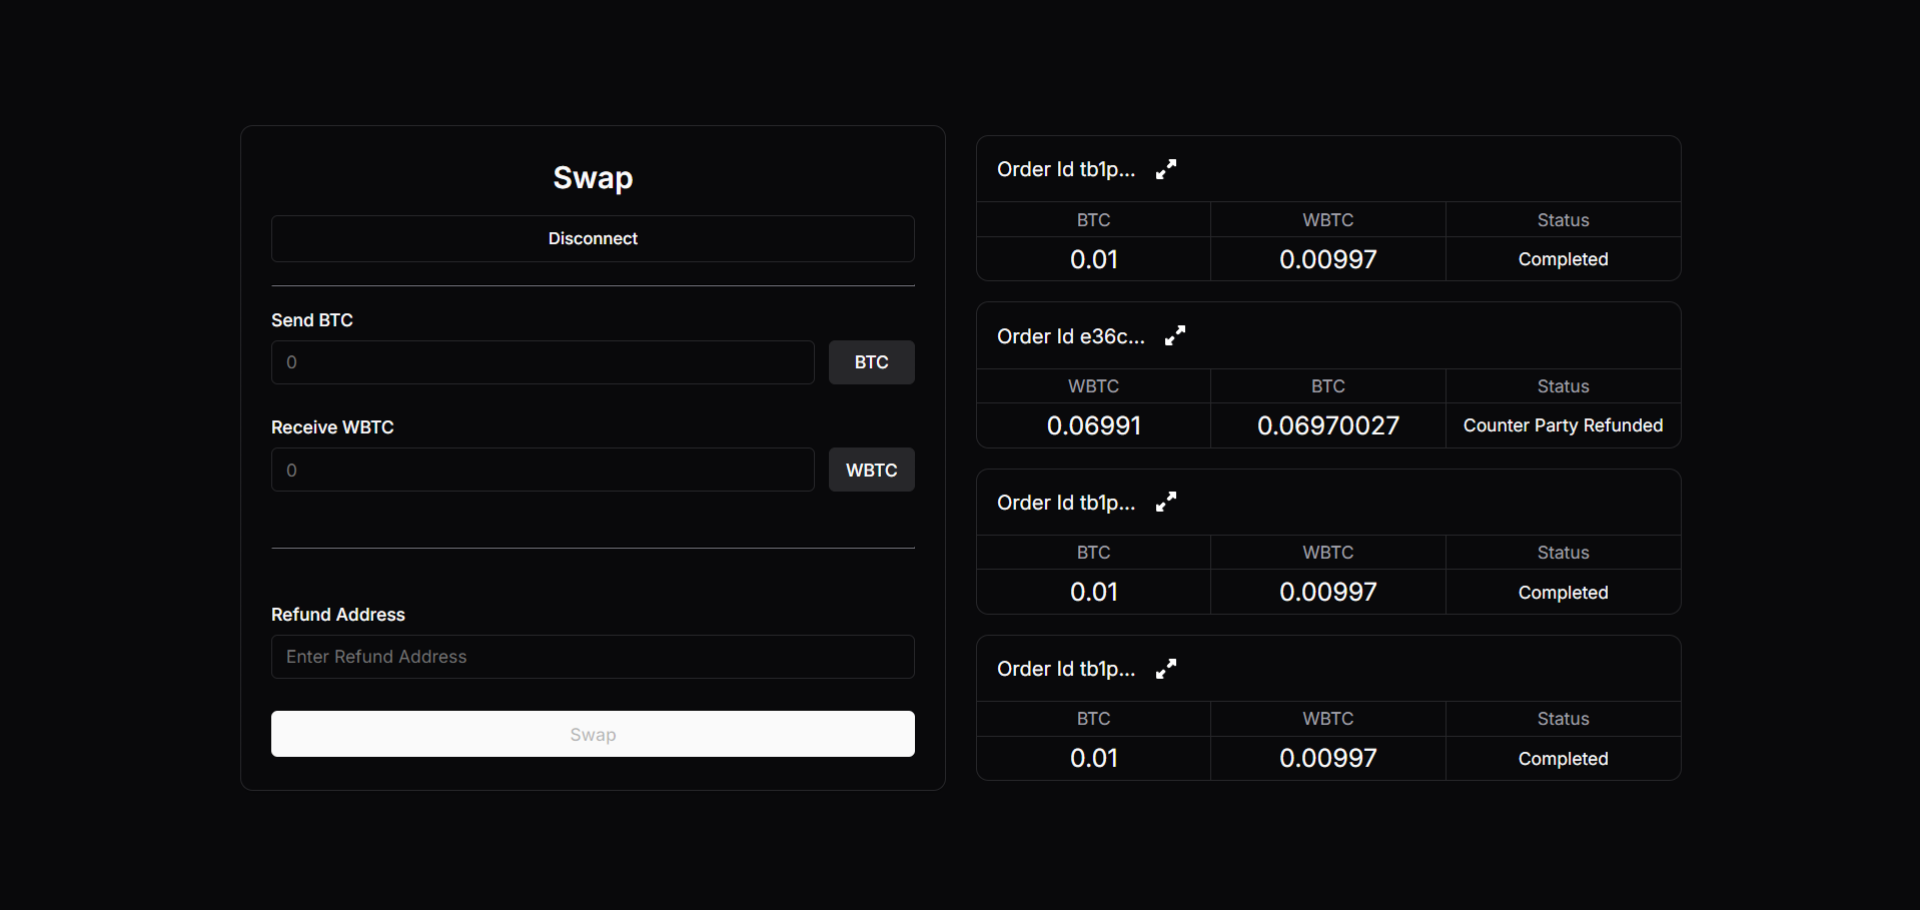 Swap
Disconnect
Send BTC
0
BTC
Receive WBTC
0
WBTC
Refund Address
Enter Refund Address
Swap
Order Id tb1p...
BTC WBTC Status
0.01 0.00997 Completed
Order Id e36c...
WBTC BTC Status
0.06991 0.06970027 Counter Party Refunded
Order Id tb1p...
BTC WBTC Status
0.01 0.00997 Completed
Order Id tb1p...
BTC WBTC Status
0.01 0.00997 Completed